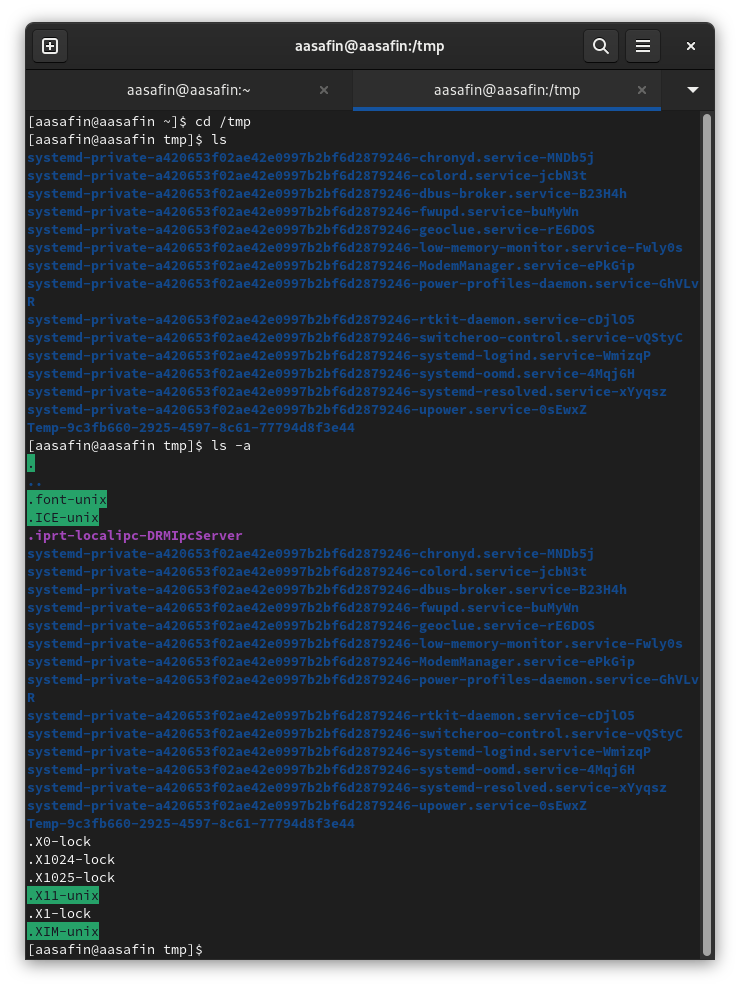 aasafin@aasafin:/tmp
aasafin@aasafin:~
aasafin@aasafin:/tmp
[aasafin@aasafin ~]$ cd /tmp
[aasafin@aasafin tmp]$ ls
systemd-private-a420653f02ae42e0997b2bf6d2879246-chronyd.service-MNDb5j
systemd-private-a420653f02ae42e0997b2bf6d2879246-colord.service-jcbN3t
systemd-private-a420653f02ae42e0997b2bf6d2879246-dbus-broker.service-B23H4h
systemd-private-a420653f02ae42e0997b2bf6d2879246-fwupd.service-buMyWn
systemd-private-a420653f02ae42e0997b2bf6d2879246-geoclue.service-rE6DOS
systemd-private-a420653f02ae42e0997b2bf6d2879246-low-memory-monitor.service-Fwly0s
systemd-private-a420653f02ae42e0997b2bf6d2879246-ModemManager.service-ePkGip
systemd-private-a420653f02ae42e0997b2bf6d2879246-power-profiles-daemon.service-GhVLv
R
systemd-private-a420653f02ae42e0997b2bf6d2879246-rtkit-daemon.service-cDjlO5
systemd-private-a420653f02ae42e0997b2bf6d2879246-switcheroo-control.service-vQStyC
systemd-private-a420653f02ae42e0997b2bf6d2879246-systemd-logind.service-WmizqP
systemd-private-a420653f02ae42e0997b2bf6d2879246-systemd-oomd.service-4Mqj6H
systemd-private-a420653f02ae42e0997b2bf6d2879246-systemd-resolved.service-xYyqsz
systemd-private-a420653f02ae42e0997b2bf6d2879246-upower.service-0sEwxZ
Temp-9c3fb660-2925-4597-8c61-77794d8f3e44
[aasafin@aasafin tmp]$ ls -a
.
..
.font-unix
.ICE-unix
.iprt-localipc-DRMIpcServer
systemd-private-a420653f02ae42e0997b2bf6d2879246-chronyd.service-MNDb5j
systemd-private-a420653f02ae42e0997b2bf6d2879246-colord.service-jcbN3t
systemd-private-a420653f02ae42e0997b2bf6d2879246-dbus-broker.service-B23H4h
systemd-private-a420653f02ae42e0997b2bf6d2879246-fwupd.service-buMyWn
systemd-private-a420653f02ae42e0997b2bf6d2879246-geoclue.service-rE6DOS
systemd-private-a420653f02ae42e0997b2bf6d2879246-low-memory-monitor.service-Fwly0s
systemd-private-a420653f02ae42e0997b2bf6d2879246-ModemManager.service-ePkGip
systemd-private-a420653f02ae42e0997b2bf6d2879246-power-profiles-daemon.service-GhVLv
R
systemd-private-a420653f02ae42e0997b2bf6d2879246-rtkit-daemon.service-cDjlO5
systemd-private-a420653f02ae42e0997b2bf6d2879246-switcheroo-control.service-vQStyC
systemd-private-a420653f02ae42e0997b2bf6d2879246-systemd-logind.service-WmizqP
systemd-private-a420653f02ae42e0997b2bf6d2879246-systemd-oomd.service-4Mqj6H
systemd-private-a420653f02ae42e0997b2bf6d2879246-systemd-resolved.service-xYyqsz
systemd-private-a420653f02ae42e0997b2bf6d2879246-upower.service-0sEwxZ
Temp-9c3fb660-2925-4597-8c61-77794d8f3e44
.X0-lock
.X1024-lock
.X1025-lock
.X11-unix
.X1-lock
.XIM-unix
[aasafin@aasafin tmp]$